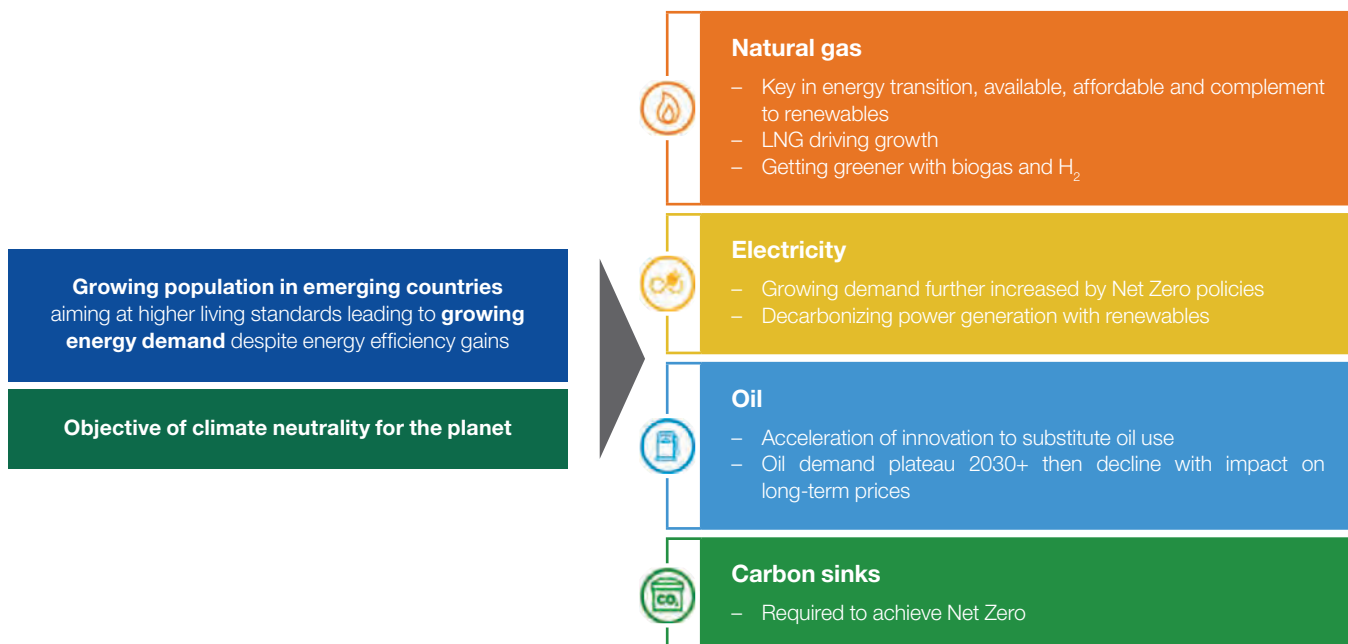 Growing population in emerging countries
aiming at higher living standards leading to growing
energy demand despite energy efficiency gains
Objective of climate neutrality for the planet
Natural gas
– Key in energy transition, available, affordable and complement
to renewables
– LNG driving growth
– Getting greener with biogas and H₂
Electricity
– Growing demand further increased by Net Zero policies
– Decarbonizing power generation with renewables
Oil
– Acceleration of innovation to substitute oil use
– Oil demand plateau 2030+ then decline with impact on
long-term prices
CO₂
Carbon sinks
– Required to achieve Net Zero